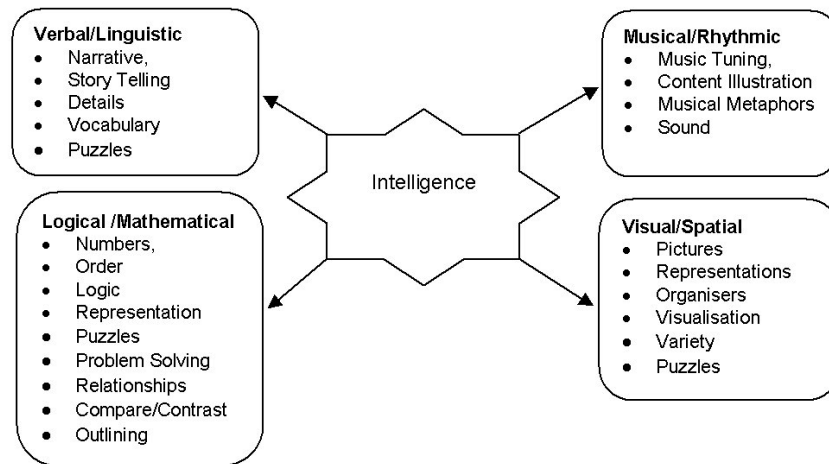 Verbal/Linguistic
• Narrative,
• Story Telling
• Details
• Vocabulary
• Puzzles
Musical/Rhythmic
• Music Tuning,
• Content Illustration
• Musical Metaphors
• Sound
Intelligence
Logical /Mathematical
• Numbers,
• Order
• Logic
• Representation
• Puzzles
• Problem Solving
• Relationships
• Compare/Contrast
• Outlining
Visual/Spatial
• Pictures
• Representations
• Organisers
• Visualisation
• Variety
• Puzzles